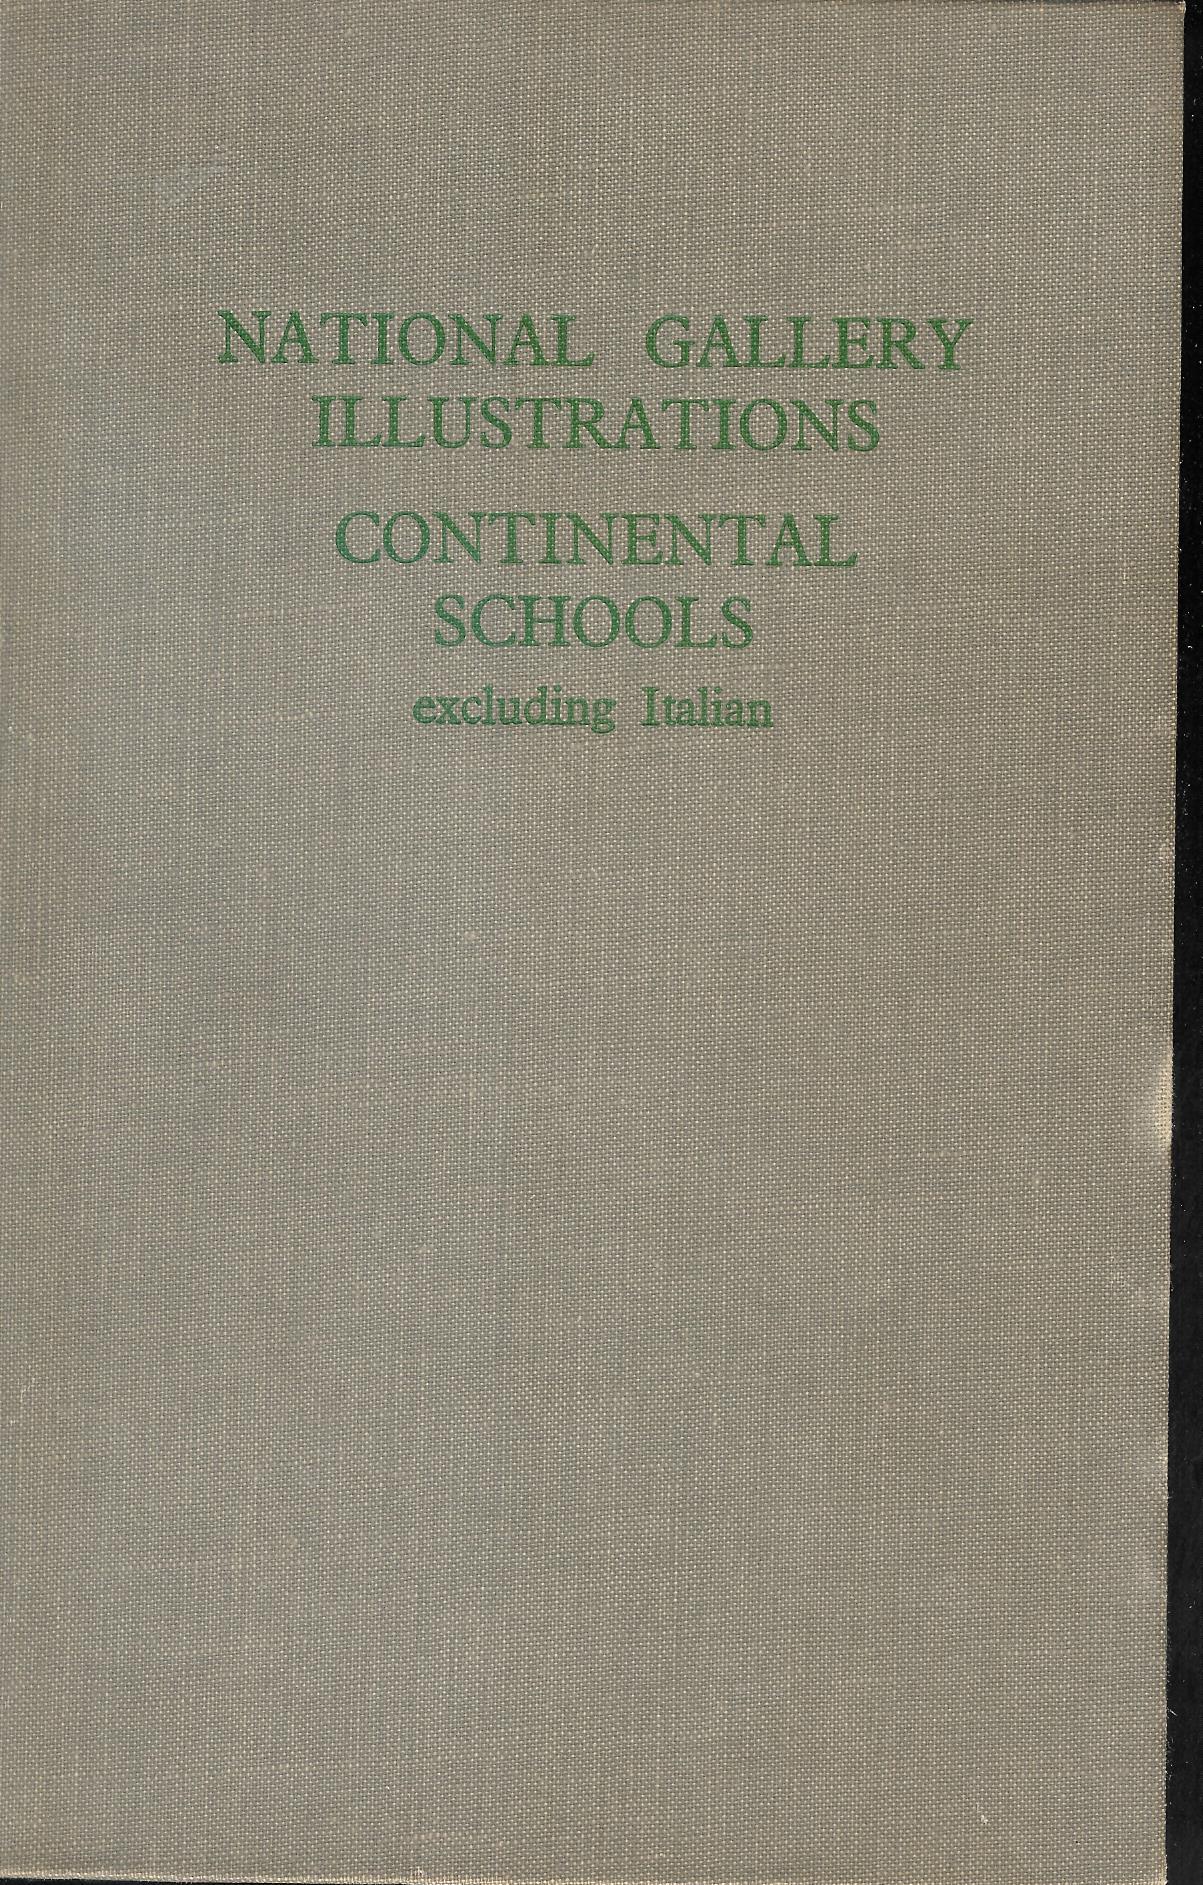 NATIONAL GALLERY
ILLUSTRATIONS
CONTINENTAL
SCHOOLS
excluding Italian